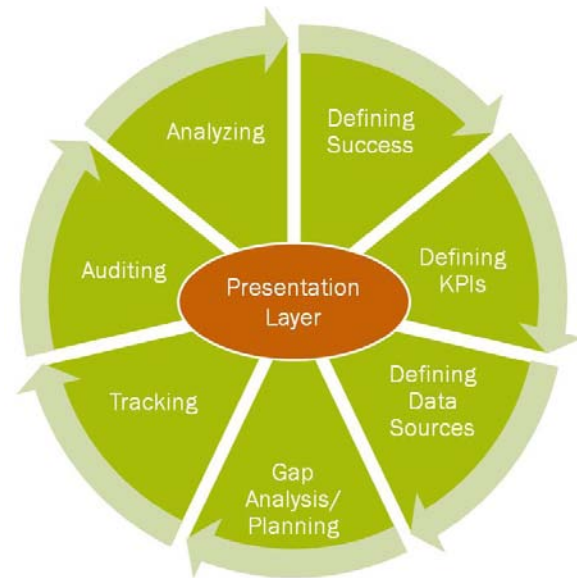 Analyzing
Defining
Success
Auditing
Defining
KPIs
Presentation
Layer
Tracking
Defining
Data
Sources
Gap
Analysis/
Planning